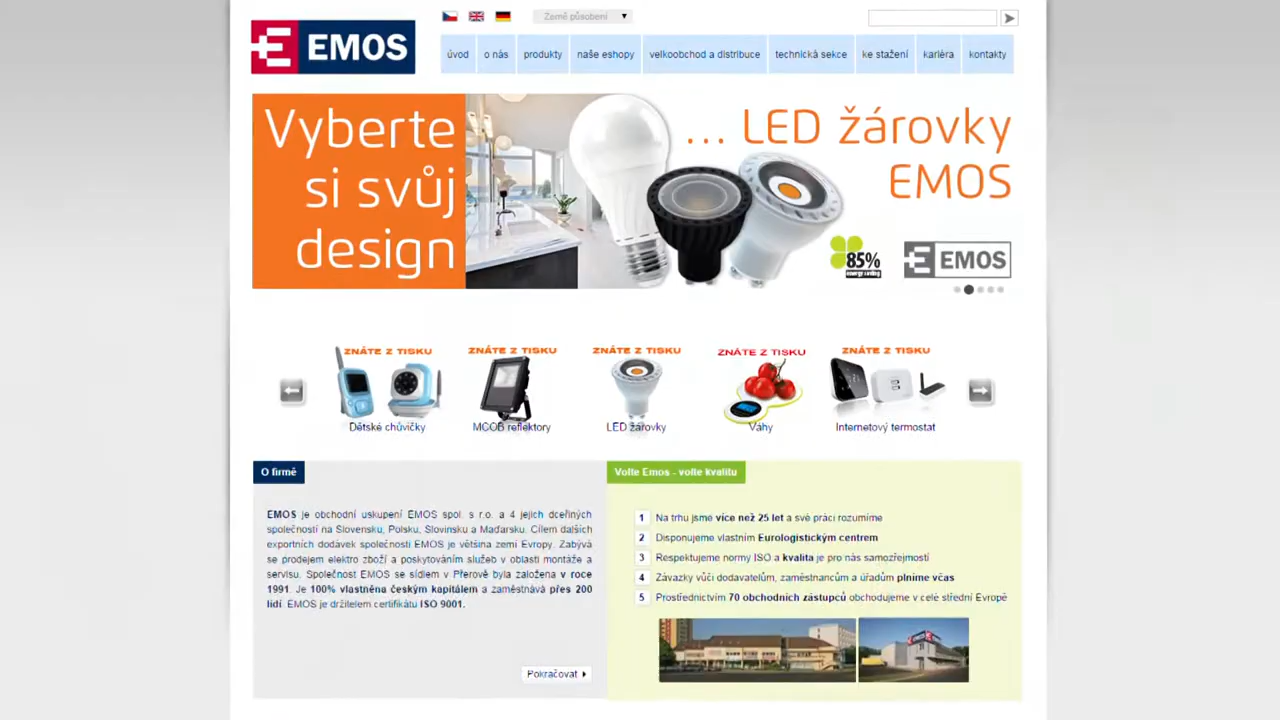 EMOS
Země působení
úvod
o nás
produkty
naše eshopy
velkoobchod a distribuce
technická sekce
ke stažení
kariéra
kontakty
Vyberte
si svůj
design
... LED žárovky
EMOS
85%
energy saving
EMOS
ZNÁTE Z TISKU
ZNÁTE Z TISKU
ZNÁTE Z TISKU
ZNÁTE Z TISKU
ZNÁTE Z TISKU
Dětské chůvičky
MCOB reflektory
LED žárovky
Váhy
Internetový termostat
O firmě
EMOS je obchodní uskupení EMOS spol. s r.o. a 4 jejich dceřiných
společností na Slovensku, Polsku, Slovinsku a Maďarsku. Cílem dalších
exportních dodávek společnosti EMOS je většina zemí Evropy. Zabývá
se prodejem elektro zboží a poskytováním služeb v oblasti montáže a
servisu. Společnost EMOS se sídlem v Přerově byla založena v roce
1991. Je 100% vlastněna českým kapitálem a zaměstnává přes 200
lidí. EMOS je držitelem certifikátu ISO 9001.
Pokračovat
Volte Emos - volte kvalitu
1 Na trhu jsme více než 25 let a své práci rozumíme
2 Disponujeme vlastním Eurologistickým centrem
3 Respektujeme normy ISO a kvalita je pro nás samozřejmostí
4 Závazky vůči dodavatelům, zaměstnancům a úřadům plníme včas
5 Prostřednictvím 70 obchodních zástupců obchodujeme v celé střední Evropě